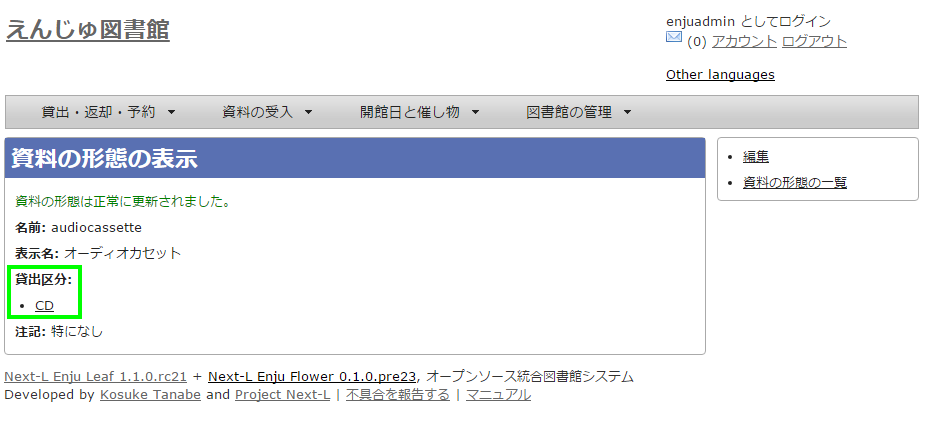 えんじゅ図書館
enjuadmin としてログイン
(0) アカウント ログアウト
Other languages
貸出・返却・予約 資料の受入 開館日と催し物 図書館の管理
資料の形態の表示
資料の形態は正常に更新されました。
名前: audiocassette
表示名: オーディオカセット
貸出区分:
CD
注記: 特になし
編集
資料の形態の一覧
Next-L Enju Leaf 1.1.0.rc21 + Next-L Enju Flower 0.1.0.pre23, オープンソース統合図書館システム
Developed by Kosuke Tanabe and Project Next-L | 不具合を報告する | マニュアル